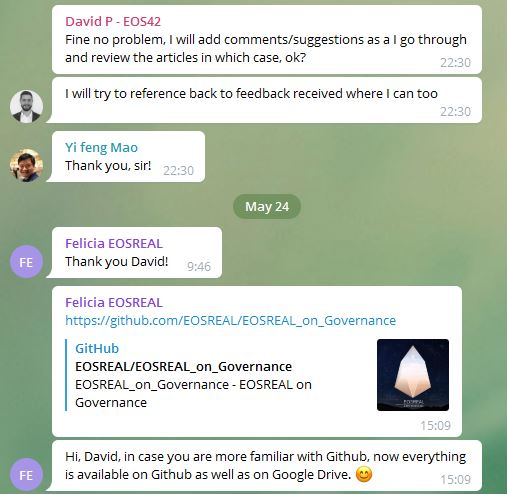 David P - EOS42
Fine no problem, I will add comments/suggestions as a I go through
and review the articles in which case, ok?
22:30
I will try to reference back to feedback received where I can too
22:30
Yi feng Mao
Thank you, sir!
22:30
May 24
Felicia EOSREAL
FE
Thank you David!
9:46
Felicia EOSREAL
https://github.com/EOSREAL/EOSREAL_on_Governance
GitHub
EOSREAL/EOSREAL_on_Governance
EOSREAL_on_Governance - EOSREAL on
Governance
EOSREAL
15:09
Hi, David, in case you are more familiar with Github, now everything
FE
is available on Github as well as on Google Drive. 😊
15:09